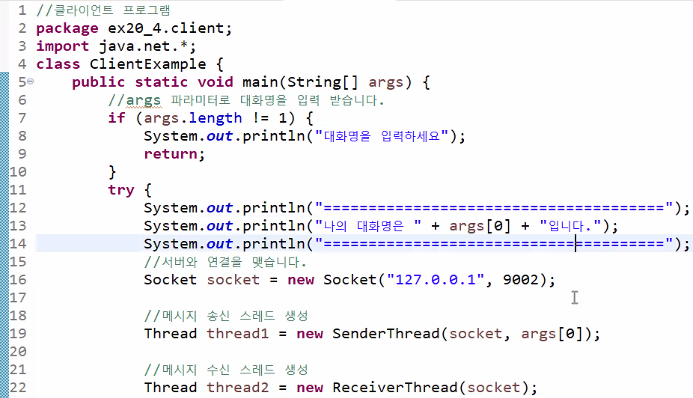 1 //클라이언트 프로그램
2 package ex20_4.client;
3 import java.net.*;
4 class ClientExample {
5 public static void main(String[] args) {
6 //args 파라미터로 대화명을 입력 받습니다.
7 if (args.length != 1) {
8 System.out.println("대화명을 입력하세요");
9 return;
10 }
11 try {
12 System.out.println("======================================");
13 System.out.println("나의 대화명은 " + args[0] + "입니다.");
14 System.out.println("======================================");
15 //서버와 연결을 맺습니다.
16 Socket socket = new Socket("127.0.0.1", 9002);
17
18 //메시지 송신 스레드 생성
19 Thread thread1 = new SenderThread(socket, args[0]);
20
21 //메시지 수신 스레드 생성
22 Thread thread2 = new ReceiverThread(socket);